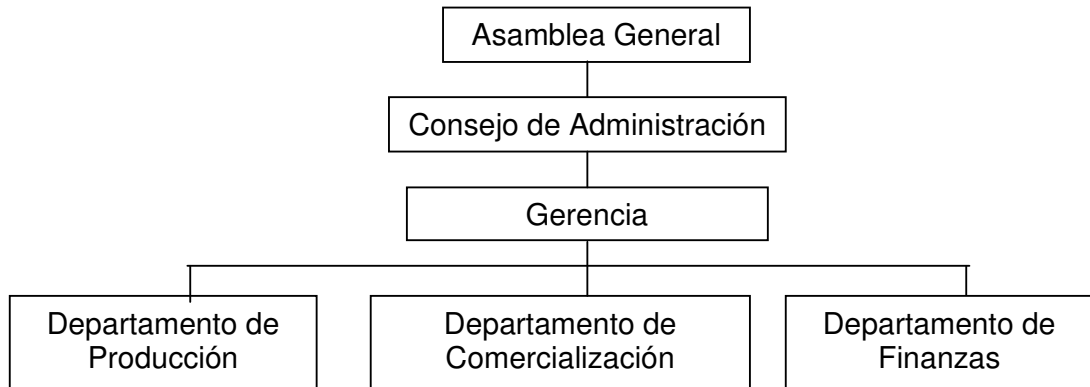 Asamblea General
Consejo de Administración
Gerencia
Departamento de
Producción
Departamento de
Comercialización
Departamento de
Finanzas